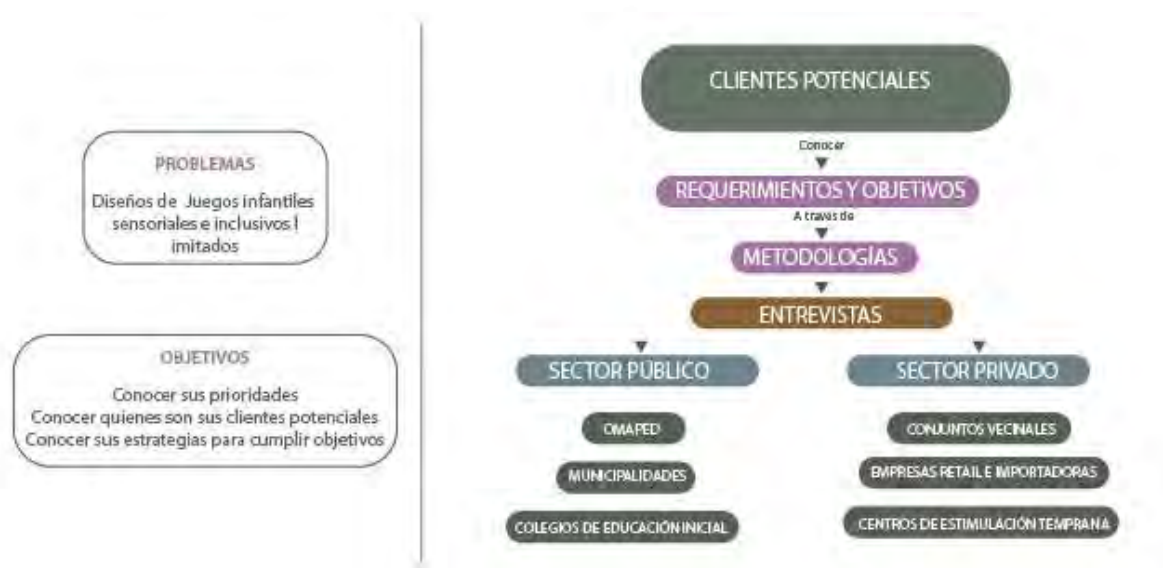 PROBLEMAS
Diseños de Juegos infantiles
sensoriales e inclusivos l
imitados
OBJETIVOS
Conocer sus prioridades
Conocer quienes son sus clientes potenciales
Conocer sus estrategias para cumplir objetivos
CLIENTES POTENCIALES
Conocer
REQUERIMIENTOS Y OBJETIVOS
A traves de
METODOLOGÍAS
ENTREVISTAS
SECTOR PÚBLICO
OMAPED
MUNICIPALIDADES
COLEGIOS DE EDUCACIÓN INICIAL
SECTOR PRIVADO
CONJUNTOS VECINALES
EMPRESAS RETAIL E IMPORTADORAS
CENTROS DE ESTIMULACIÓN TEMPRANA